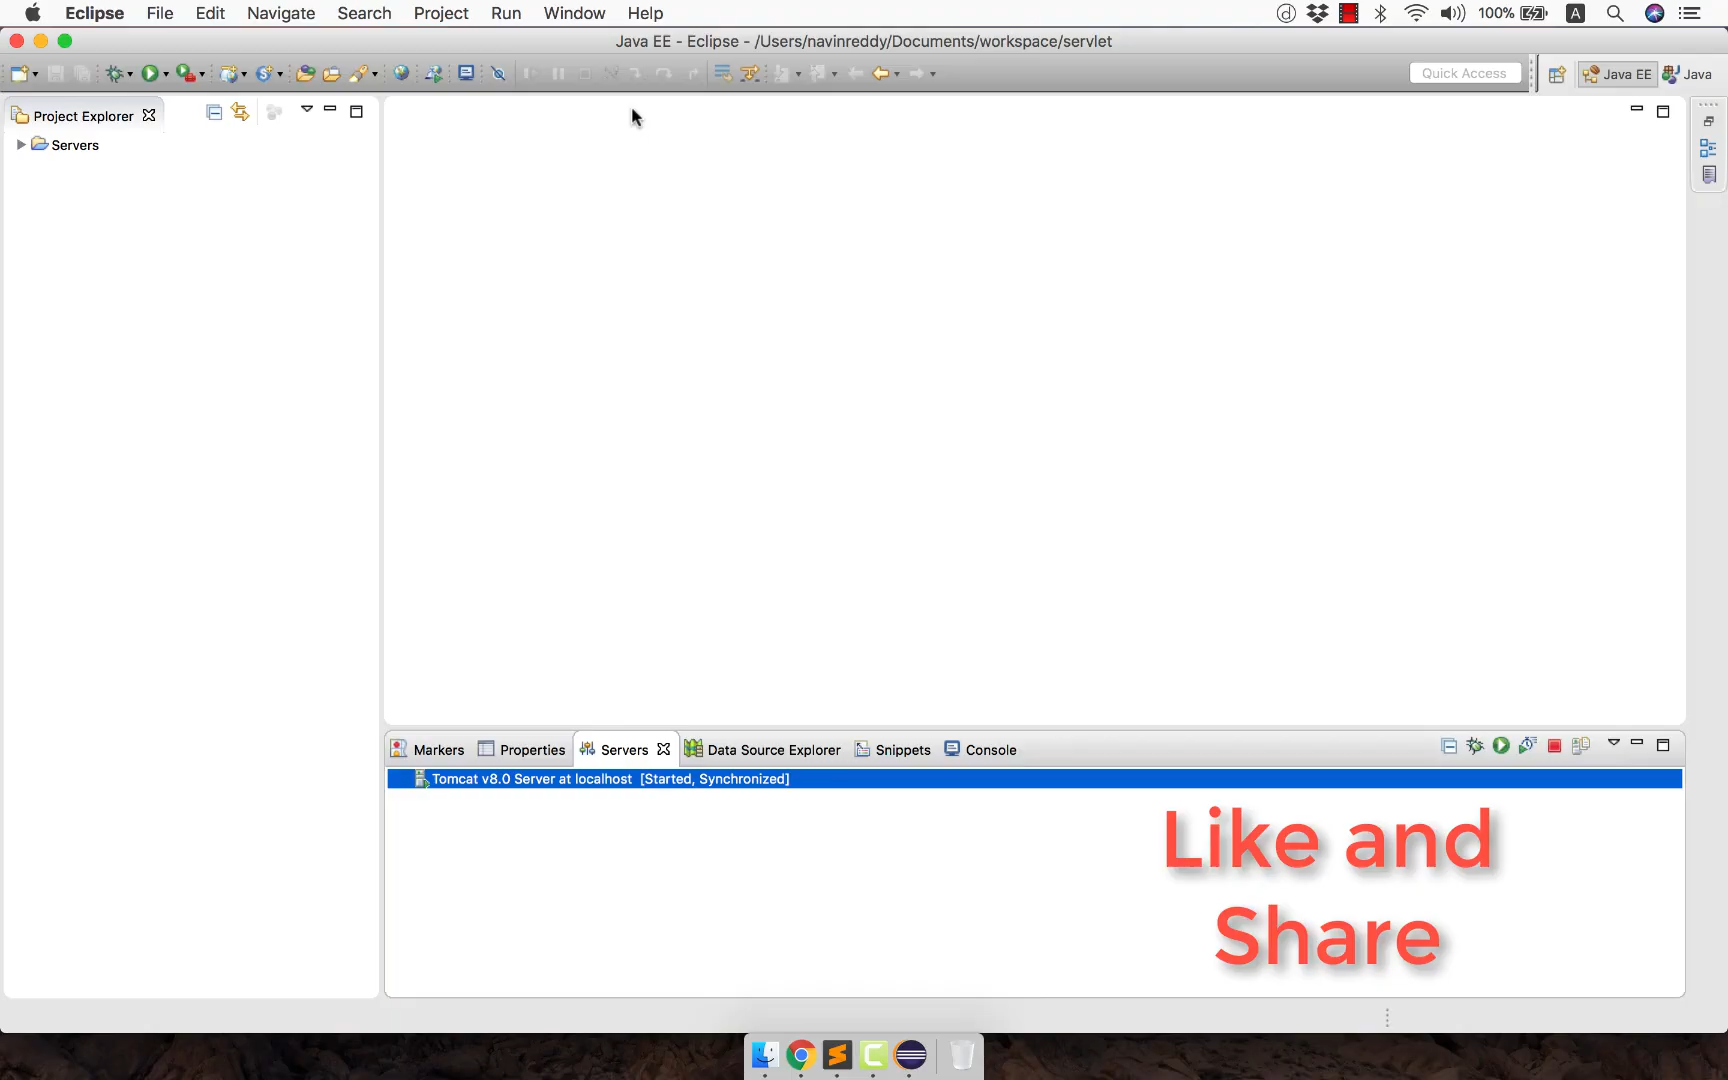 Eclipse File Edit Navigate Search Project Run Window Help 100% A
Java EE - Eclipse - /Users/navinreddy/Documents/workspace/servlet
Quick Access Java EE Java
Project Explorer
Servers
Markers Properties Servers Data Source Explorer Snippets Console
Tomcat v8.0 Server at localhost [Started, Synchronized]
Like and
Share